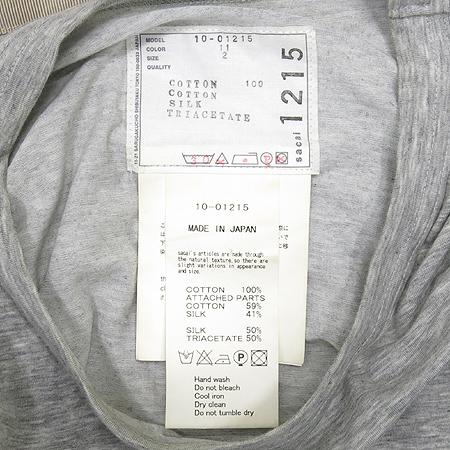 MODEL 10-01215
COLOR 11
SIZE 2
QUALITY
COTTON 100
COTTON
SILK
TRIACETATE
sacai 1215
10-01215
MADE IN JAPAN
sacai's articles are made through
the natural texture, so there are
slight variations in appearance
and size.
COTTON 100%
ATTACHED PARTS
COTTON 59%
SILK 41%
SILK 50%
TRIACETATE 50%
P
Hand wash
Do not bleach
Cool iron
Dry clean
Do not tumble dry